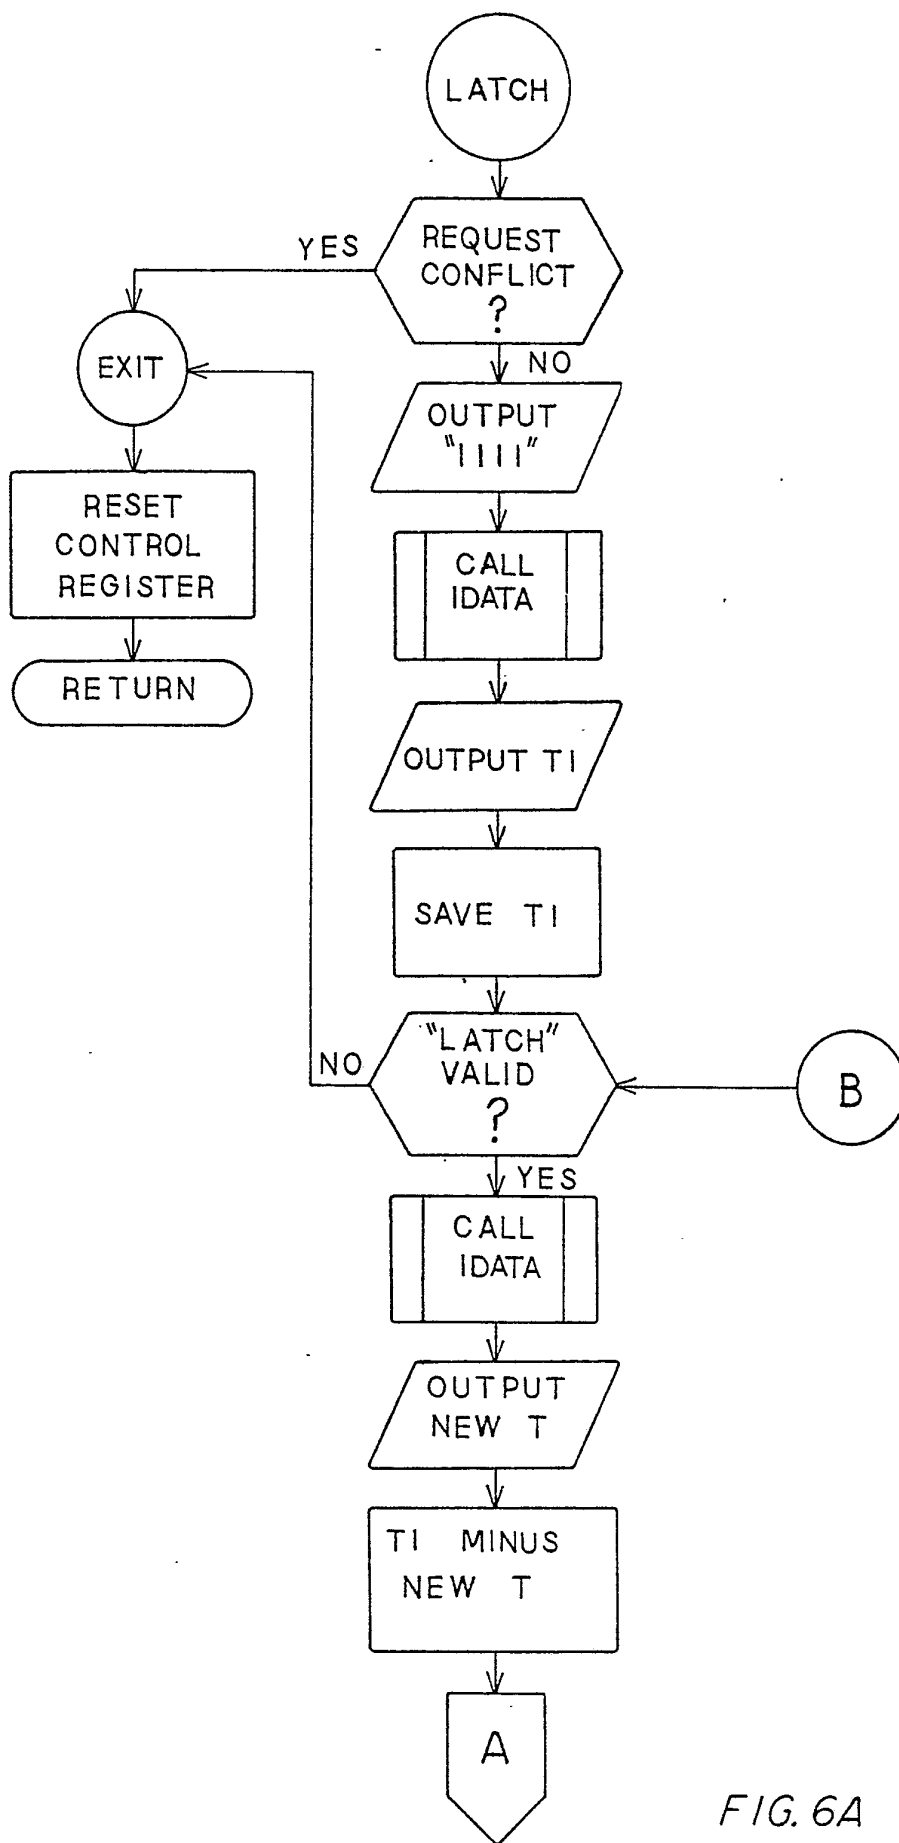 LATCH
REQUEST
CONFLICT
?
YES
NO
EXIT
OUTPUT
"1111"
RESET
CONTROL
REGISTER
CALL
IDATA
RETURN
OUTPUT T1
SAVE T1
"LATCH"
VALID
?
NO
B
YES
CALL
IDATA
OUTPUT
NEW T
T1 MINUS
NEW T
A
FIG. 6A